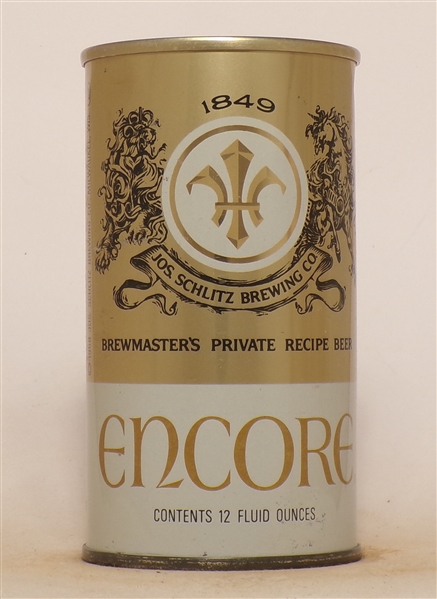 1849
JOS. SCHLITZ BREWING CO.
BREWMASTER'S PRIVATE RECIPE BEER
ENCORE
CONTENTS 12 FLUID OUNCES